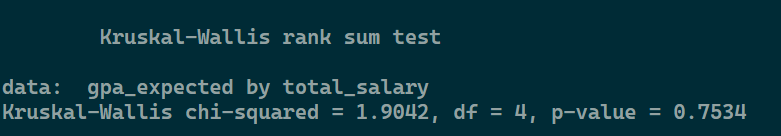 Kruskal-Wallis rank sum test
data:  gpa_expected by total_salary
Kruskal-Wallis chi-squared = 1.9042, df = 4, p-value = 0.7534